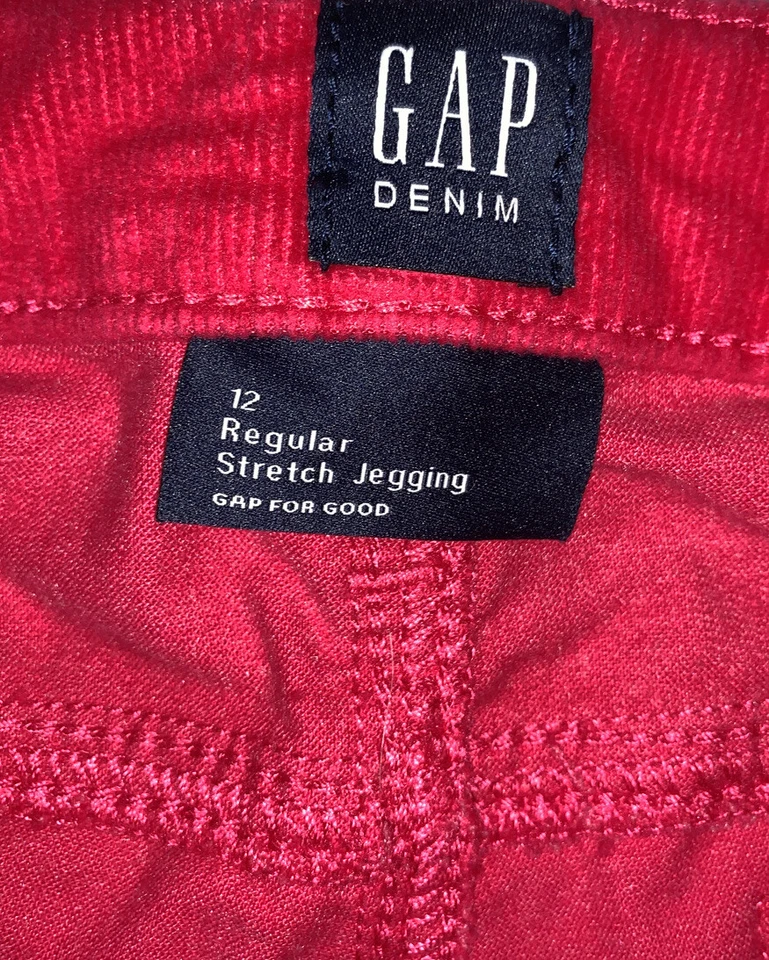 GAP
DENIM
12
Regular
Stretch Jegging
GAP FOR GOOD